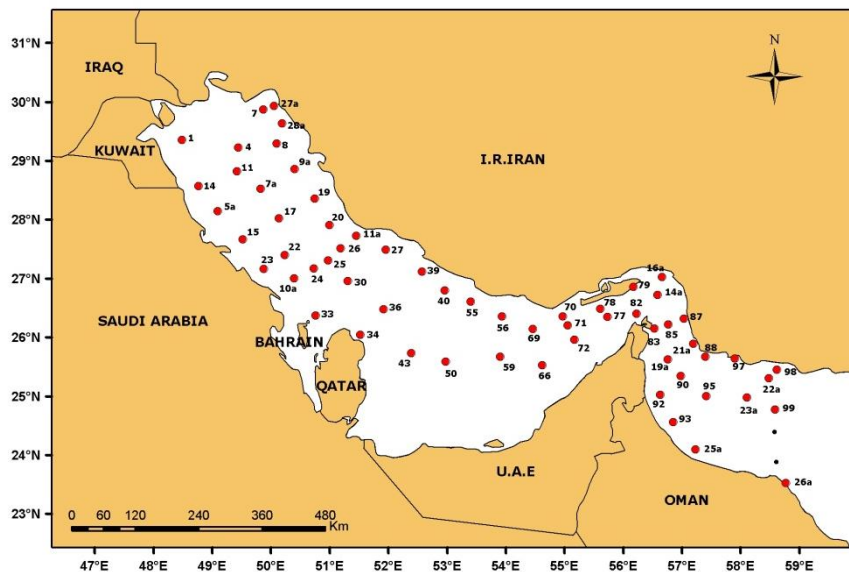 31°N
N
IRAQ
30°N
7
27a
28a
KUWAIT
1
4
8
I.R.IRAN
29°N
11
9a
14
7a
19
5a
28°N
17
20
15
11a
22
26
27
23
25
39
16a
27°N
10a
24
30
40
55
79
14a
36
70
78
82
33
56
71
77
87
SAUDI ARABIA
26°N
BAHRAIN
34
69
72
83
85
21a
88
43
50
59
66
19a
97
98
QATAR
90
95
22a
25°N
92
23a
99
93
24°N
25a
U.A.E
26a
OMAN
23°N
0 60 120 240 360 480
Km
47°E 48°E 49°E 50°E 51°E 52°E 53°E 54°E 55°E 56°E 57°E 58°E 59°E